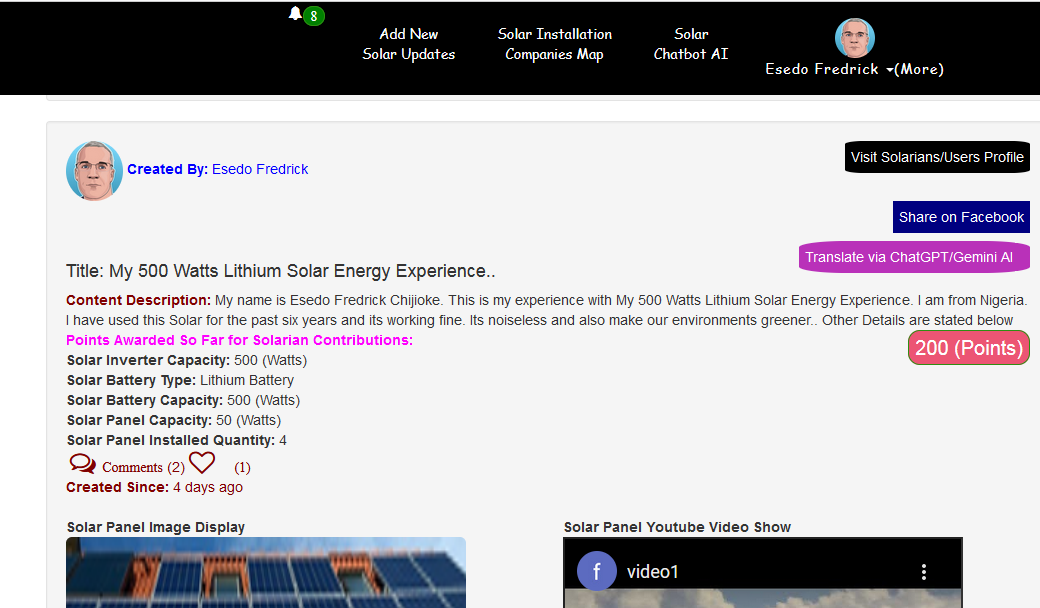 8
Add New
Solar Updates
Solar Installation
Companies Map
Solar
Chatbot AI
Esedo Fredrick (More)
Created By: Esedo Fredrick
Visit Solarians/Users Profile
Share on Facebook
Translate via ChatGPT/Gemini AI
Title: My 500 Watts Lithium Solar Energy Experience..
Content Description: My name is Esedo Fredrick Chijioke. This is my experience with My 500 Watts Lithium Solar Energy Experience. I am from Nigeria.
I have used this Solar for the past six years and its working fine. Its noiseless and also make our environments greener.. Other Details are stated below
Points Awarded So Far for Solarian Contributions:
200 (Points)
Solar Inverter Capacity: 500 (Watts)
Solar Battery Type: Lithium Battery
Solar Battery Capacity: 500 (Watts)
Solar Panel Capacity: 50 (Watts)
Solar Panel Installed Quantity: 4
Comments (2) (1)
Created Since: 4 days ago
Solar Panel Image Display
Solar Panel Youtube Video Show
f video1